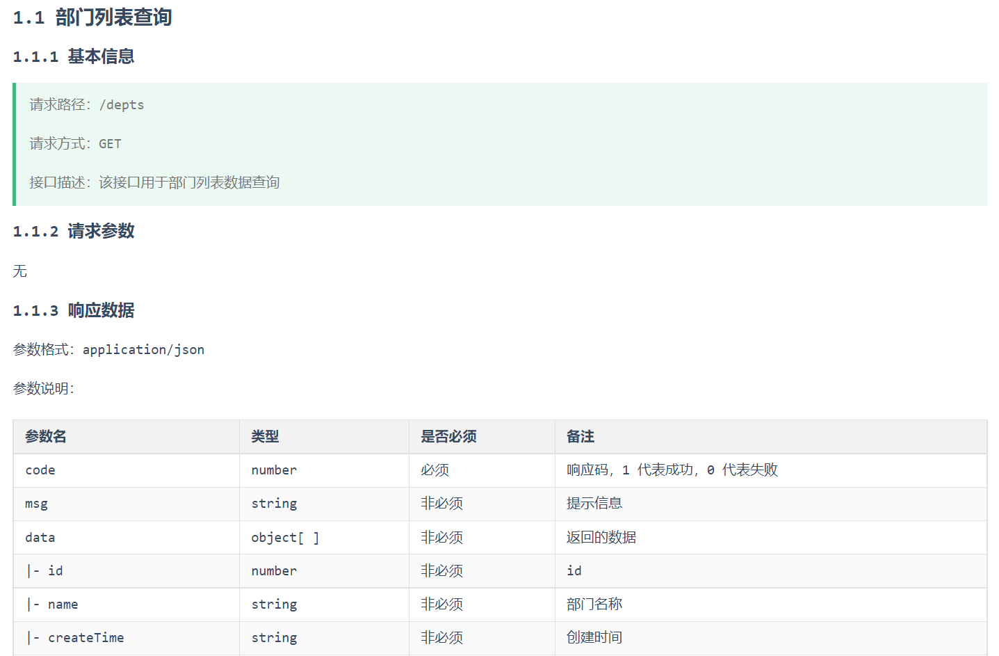 1.1 部门列表查询
1.1.1 基本信息
请求路径：/depts
请求方式：GET
接口描述：该接口用于部门列表数据查询
1.1.2 请求参数
无
1.1.3 响应数据
参数格式：application/json
参数说明：
参数名 类型 是否必须 备注
code number 必须 响应码，1 代表成功，0 代表失败
msg string 非必须 提示信息
data object[ ] 非必须 返回的数据
|- id number 非必须 id
|- name string 非必须 部门名称
|- createTime string 非必须 创建时间